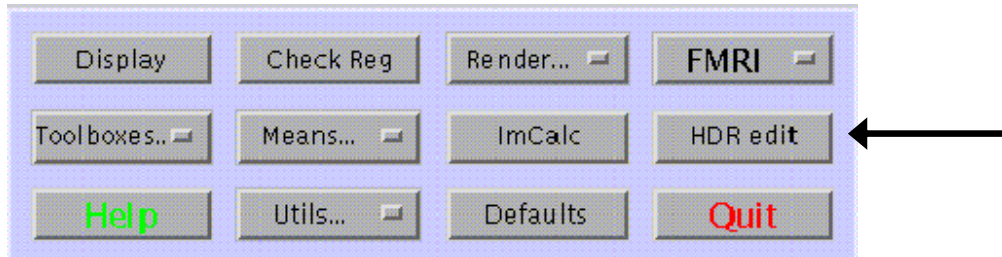 Display Check Reg Render... FMRI
Toolboxes.. Means... ImCalc HDR edit
Help Utils... Defaults Quit